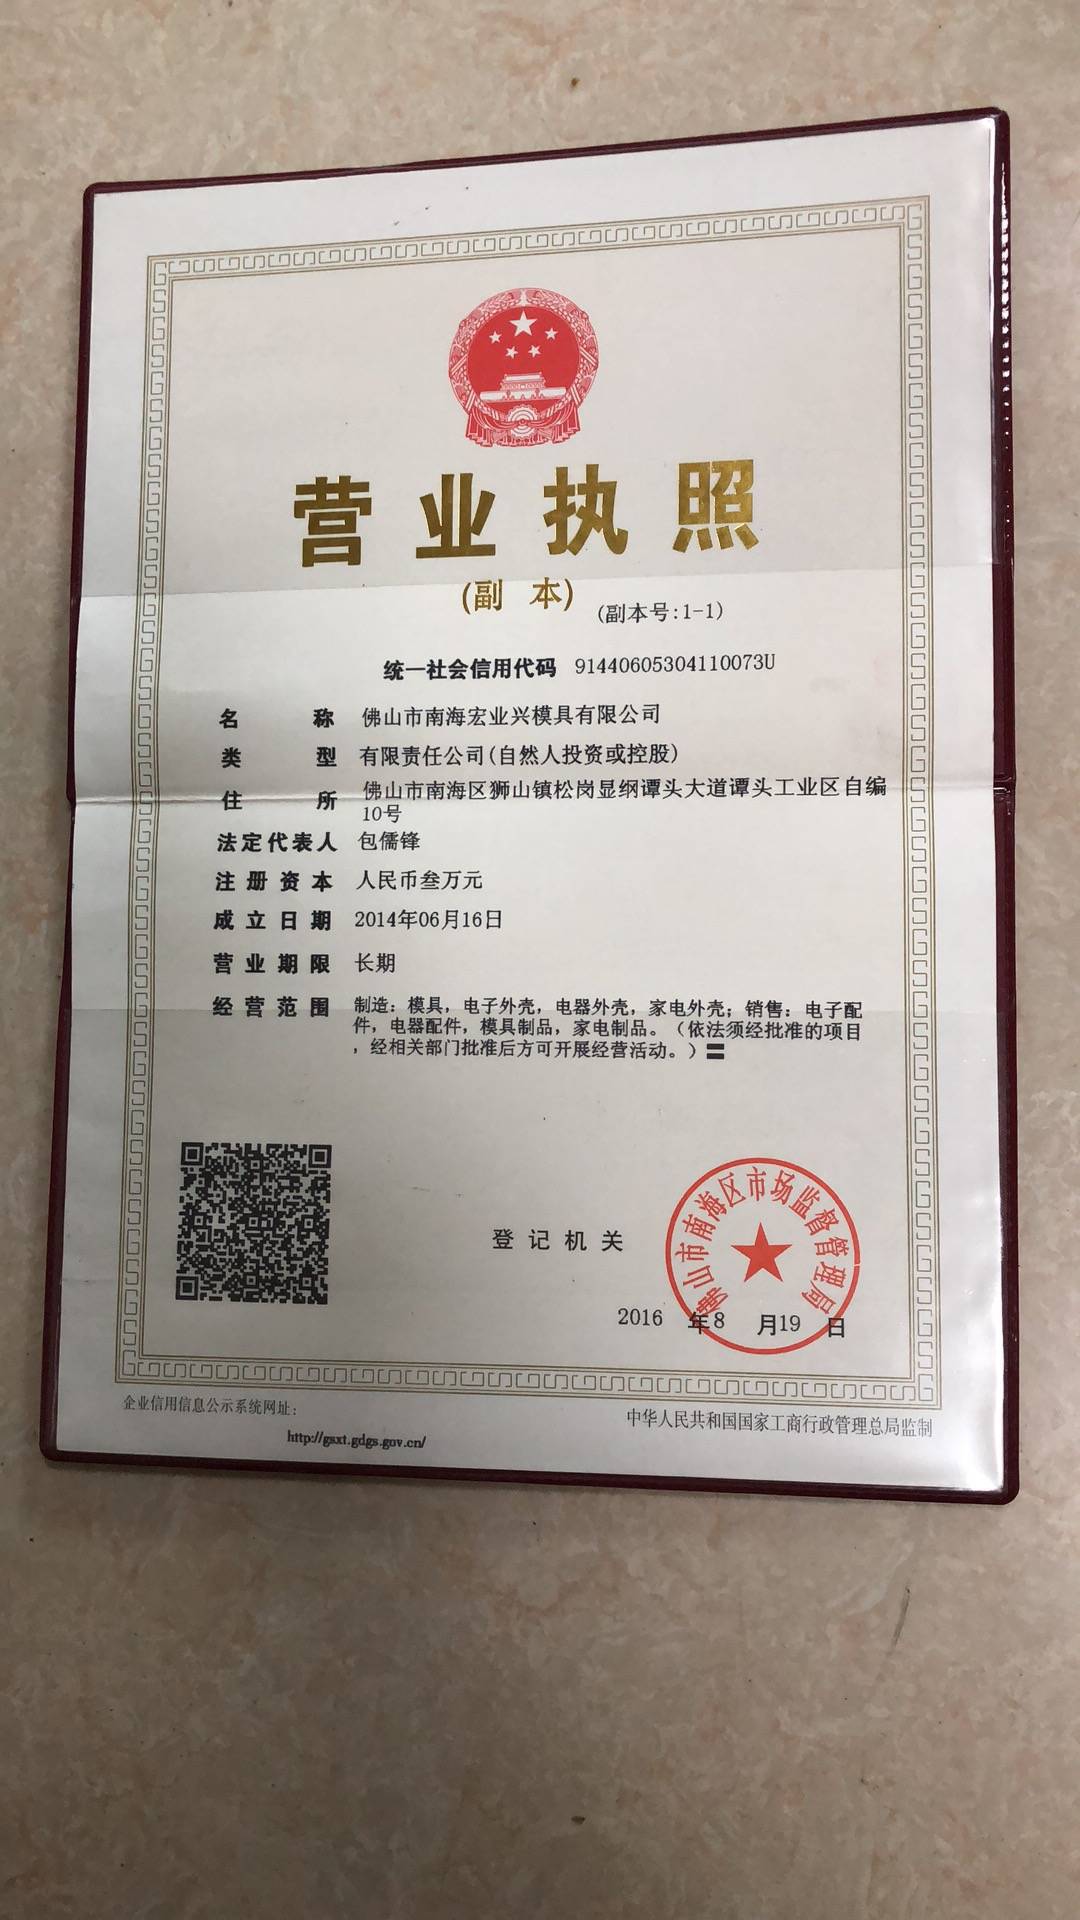 营业执照
(副 本)
(副本号:1-1)
统一社会信用代码 91440605304110073U
名 称 佛山市南海宏业兴模具有限公司
类 型 有限责任公司(自然人投资或控股)
住 所 佛山市南海区狮山镇松岗显纲谭头大道谭头工业区自编
10号
法定代表人 包儒锋
注册资本 人民币叁万元
成立日期 2014年06月16日
营业期限 长期
经营范围 制造：模具，电子外壳，电器外壳，家电外壳；销售：电子配
件，电器配件，模具制品，家电制品。（依法须经批准的项目
，经相关部门批准后方可开展经营活动。）〓
登记机关
佛山市南海区市场监督管理局
2016 年8 月19 日
企业信用信息公示系统网址:
http://gsxt.gdgs.gov.cn/
中华人民共和国国家工商行政管理总局监制